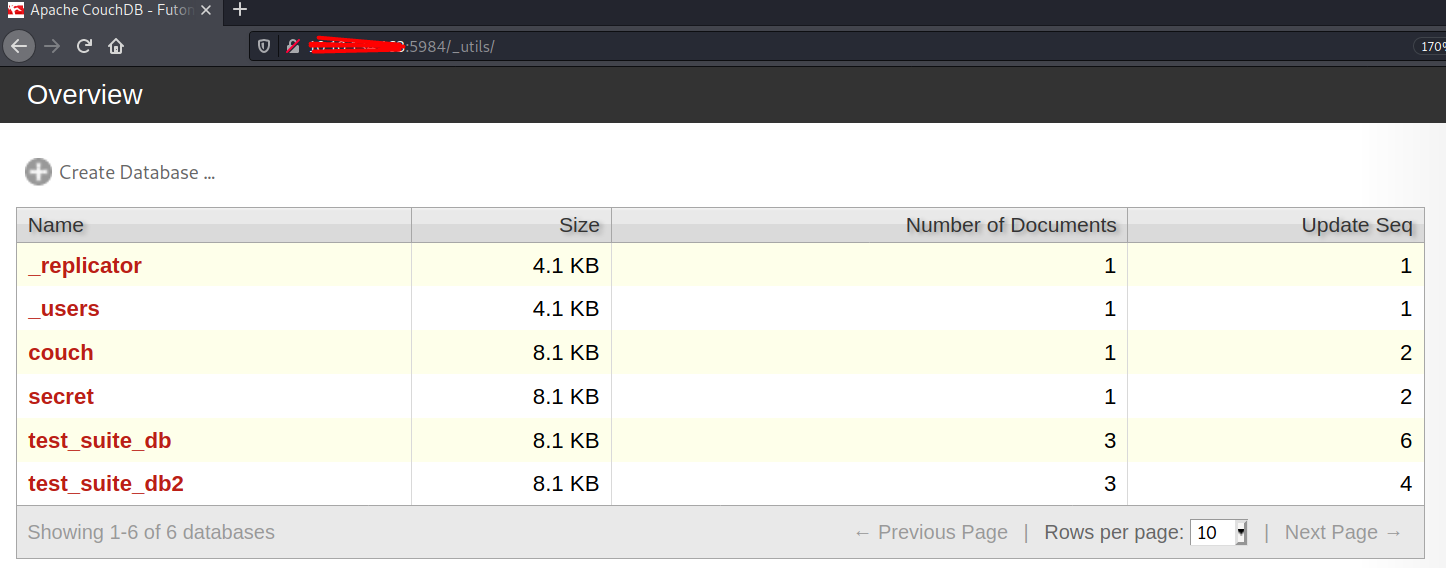 Apache CouchDB - Futon
:5984/_utils/
170%
Overview
Create Database ...
Name Size Number of Documents Update Seq
_replicator 4.1 KB 1 1
_users 4.1 KB 1 1
couch 8.1 KB 1 2
secret 8.1 KB 1 2
test_suite_db 8.1 KB 3 6
test_suite_db2 8.1 KB 3 4
Showing 1-6 of 6 databases ← Previous Page | Rows per page: 10 | Next Page →